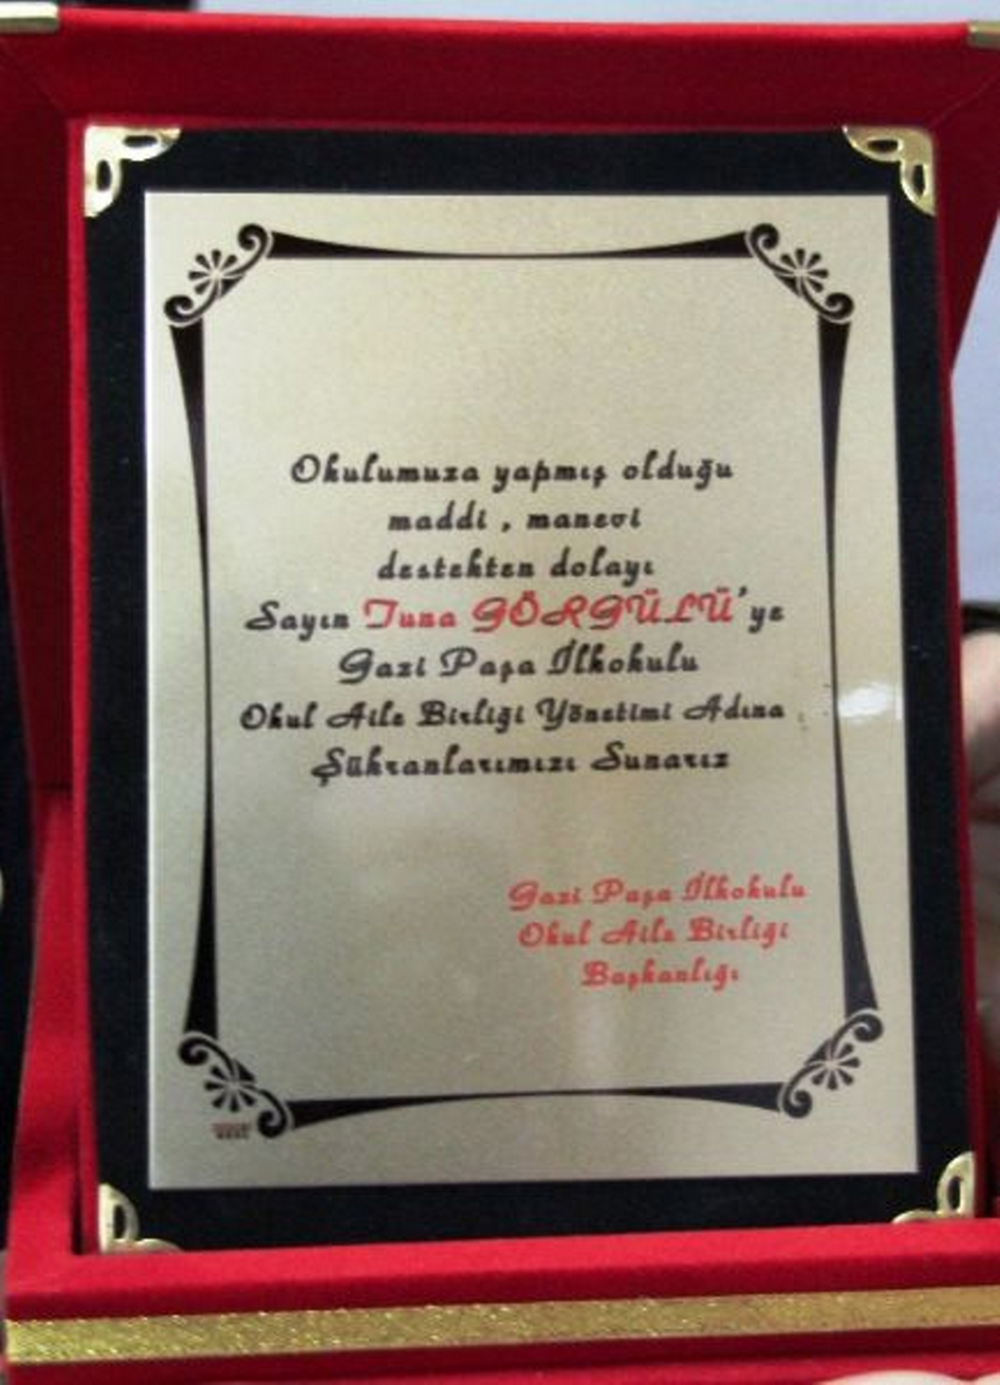 Okulumuza yapmış olduğu
maddi , manevi
destekten dolayı
Sayın Tuna GÖRGÜLÜ'ye
Gazi Paşa İlkokulu
Okul Aile Birliği Yönetimi Adına
Şükranlarımızı Sunarız
Gazi Paşa İlkokulu
Okul Aile Birliği
Başkanlığı